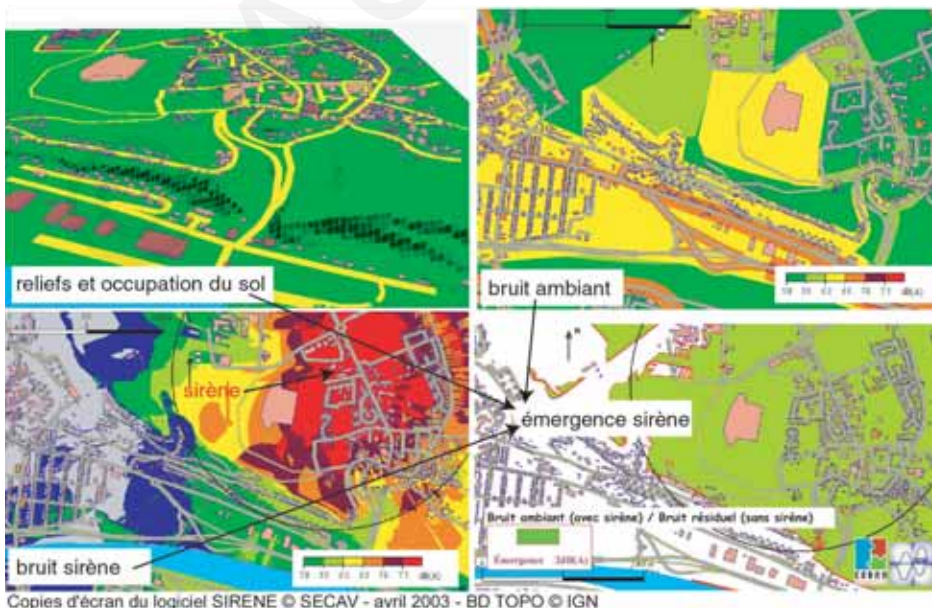 reliefs et occupation du sol
bruit ambiant
dB(A)
sirène
émergence sirène
bruit sirène
dB(A)
Bruit ambiant (avec sirène) / Bruit résiduel (sans sirène)
Émergence
Copies d'écran du logiciel SIRENE © SECAV - avril 2003 - BD TOPO © IGN